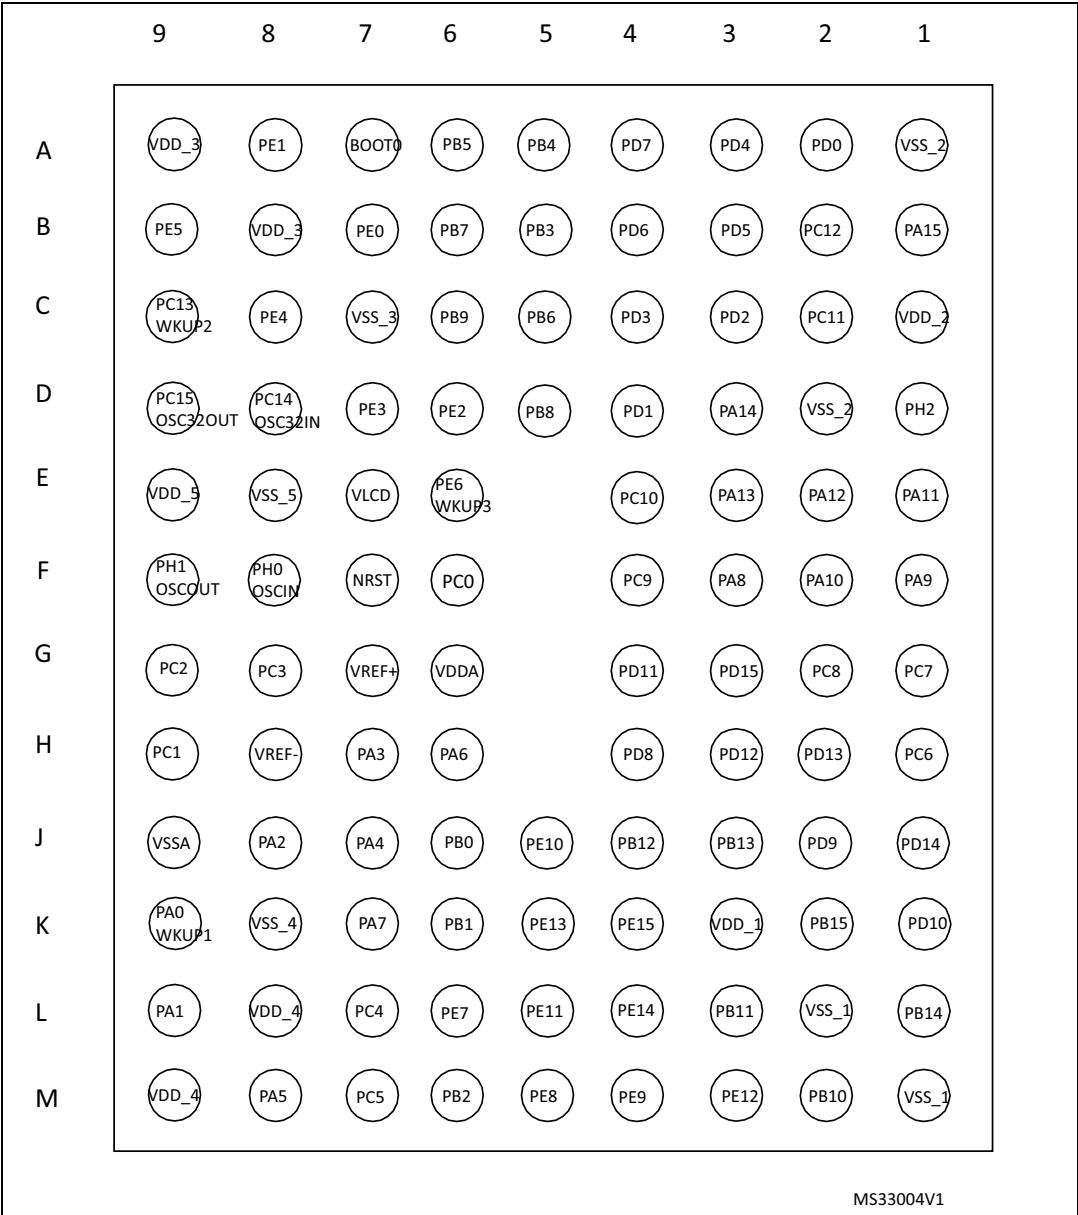 9 8 7 6 5 4 3 2 1
A VDD_3 PE1 BOOT0 PB5 PB4 PD7 PD4 PD0 VSS_2
B PE5 VDD_3 PE0 PB7 PB3 PD6 PD5 PC12 PA15
C PC13 WKUP2 PE4 VSS_3 PB9 PB6 PD3 PD2 PC11 VDD_2
D PC15 OSC32OUT PC14 OSC32IN PE3 PE2 PB8 PD1 PA14 VSS_2 PH2
E VDD_5 VSS_5 VLCD PE6 WKUP3 PC10 PA13 PA12 PA11
F PH1 OSCOUT PH0 OSCIN NRST PC0 PC9 PA8 PA10 PA9
G PC2 PC3 VREF+ VDDA PD11 PD15 PC8 PC7
H PC1 VREF- PA3 PA6 PD8 PD12 PD13 PC6
J VSSA PA2 PA4 PB0 PE10 PB12 PB13 PD9 PD14
K PA0 WKUP1 VSS_4 PA7 PB1 PE13 PE15 VDD_1 PB15 PD10
L PA1 VDD_4 PC4 PE7 PE11 PE14 PB11 VSS_1 PB14
M VDD_4 PA5 PC5 PB2 PE8 PE9 PE12 PB10 VSS_1
MS33004V1